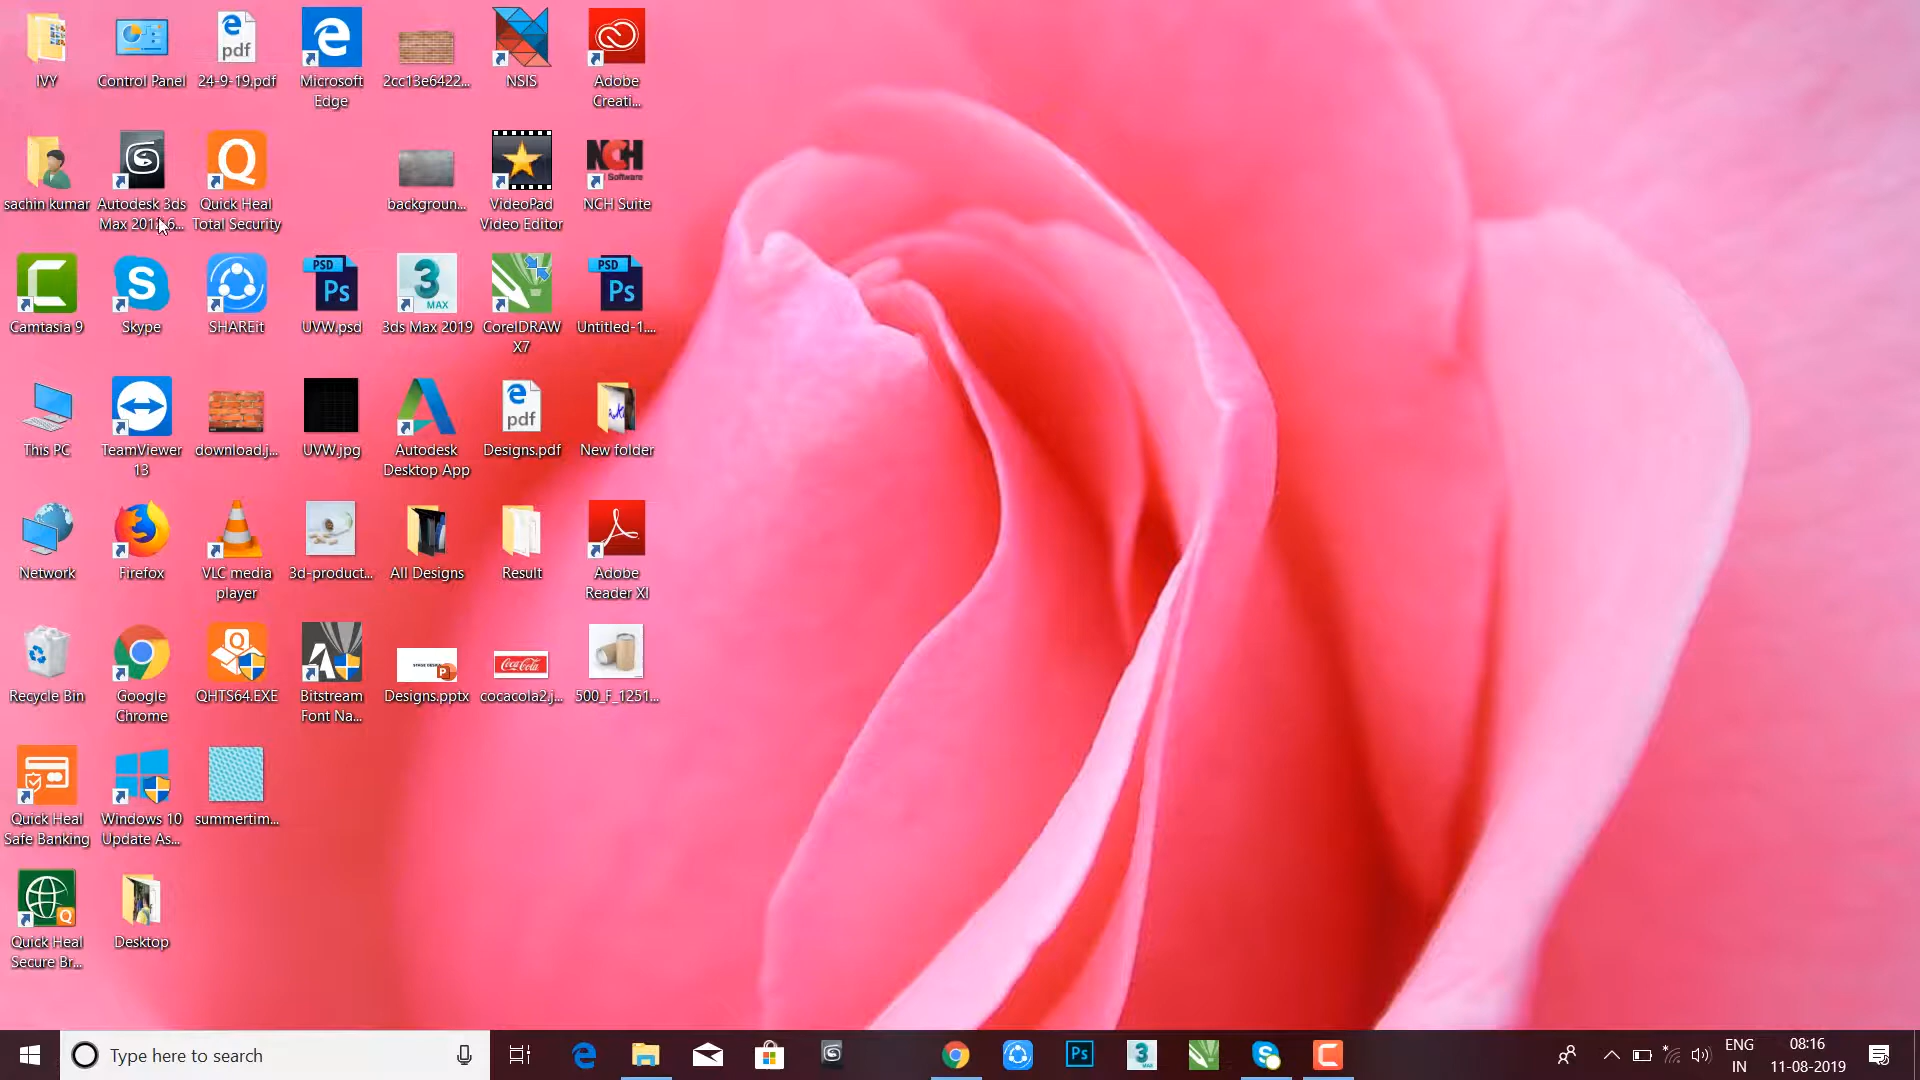 IVY
Control Panel
24-9-19.pdf
Microsoft
Edge
2cc13e6422...
NSIS
Adobe
Creati...
sachin kumar
Autodesk 3ds
Quick Heal
Total Security
backgroun...
VideoPad
Video Editor
NCH Suite
Camtasia 9
Skype
SHAREit
UVW.psd
3ds Max 2019
CorelDRAW
X7
Untitled-1....
This PC
TeamViewer
13
download.j...
UVW.jpg
Autodesk
Desktop App
Designs.pdf
New folder
Network
Firefox
VLC media
player
3d-product...
All Designs
Result
Adobe
Reader XI
Recycle Bin
Google
Chrome
QHTS64.EXE
Bitstream
Font Na...
Designs.pptx
cocacola2.j...
500_F_1251...
Quick Heal
Safe Banking
Windows 10
Update As...
summertim...
Quick Heal
Secure Br...
Desktop
Type here to search
ENG
IN
08:16
11-08-2019